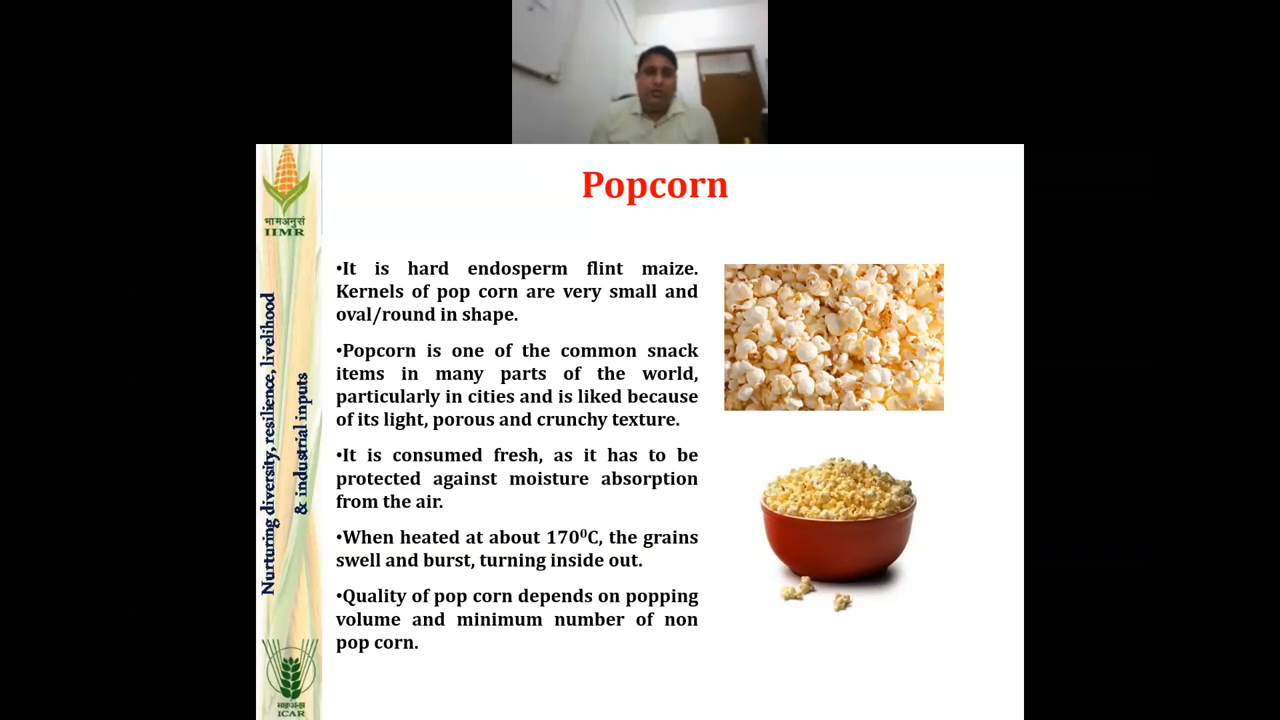 Popcorn
भामअनुसं
IIMR
Nurturing diversity, resilience, livelihood
& industrial inputs
•It is hard endosperm flint maize.
Kernels of pop corn are very small and
oval/round in shape.
•Popcorn is one of the common snack
items in many parts of the world,
particularly in cities and is liked because
of its light, porous and crunchy texture.
•It is consumed fresh, as it has to be
protected against moisture absorption
from the air.
•When heated at about 170⁰C, the grains
swell and burst, turning inside out.
•Quality of pop corn depends on popping
volume and minimum number of non
pop corn.
भाकृअनुप
ICAR